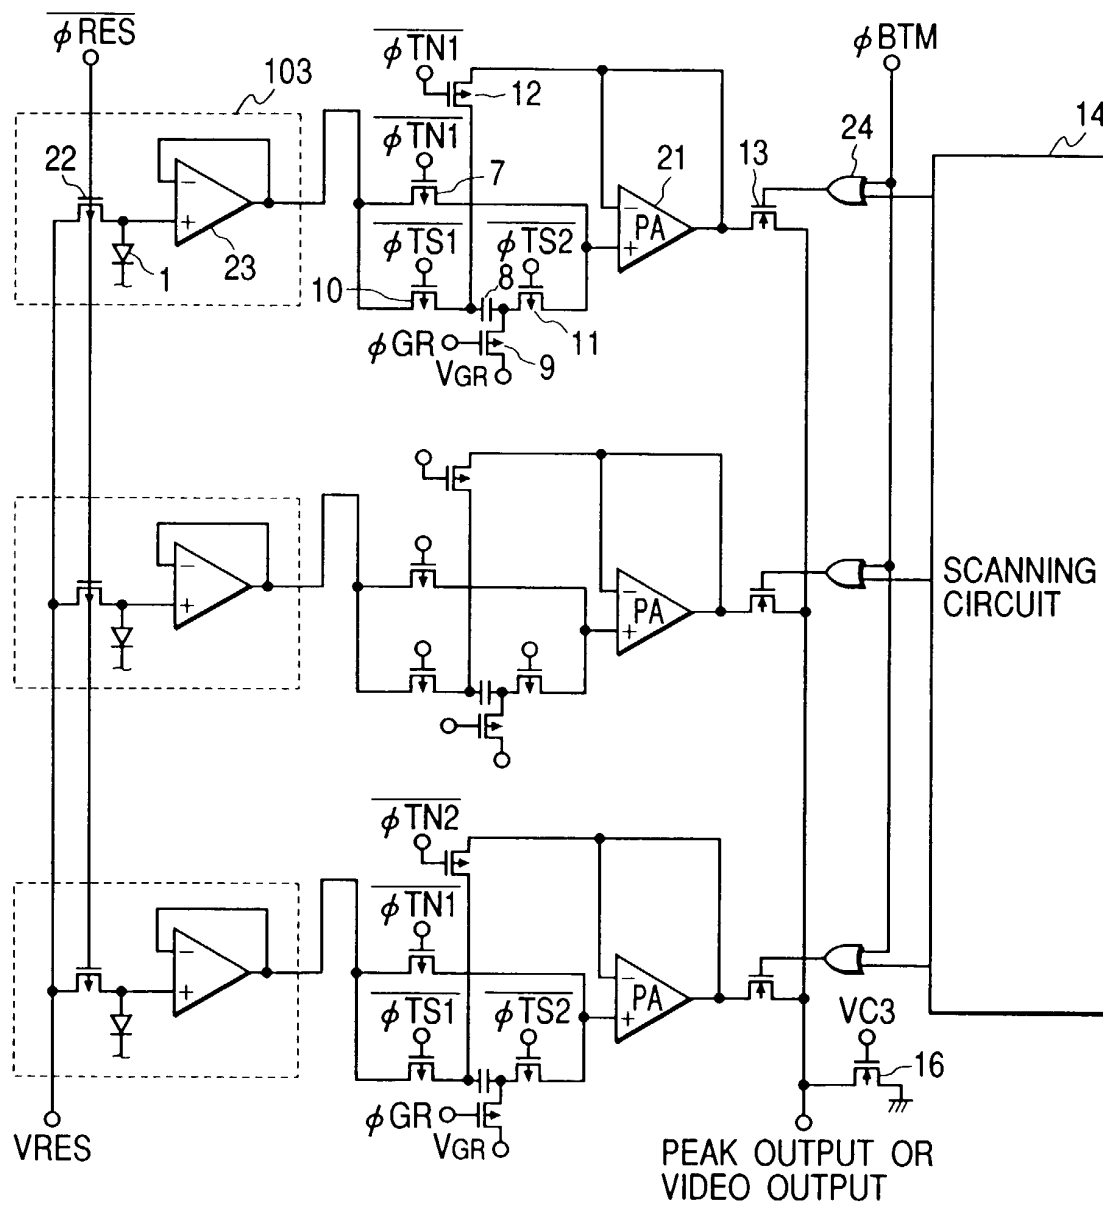 φRES
φTN1
φBTM
103
12
14
φTN1
24
22
7
21
13
PA
φTS1
φTS2
23
1
8
10
11
φGR
9
VGR
PA
SCANNING
CIRCUIT
φTN2
φTN1
PA
φTS1
φTS2
VC3
16
φGR
VGR
VRES
PEAK OUTPUT OR
VIDEO OUTPUT